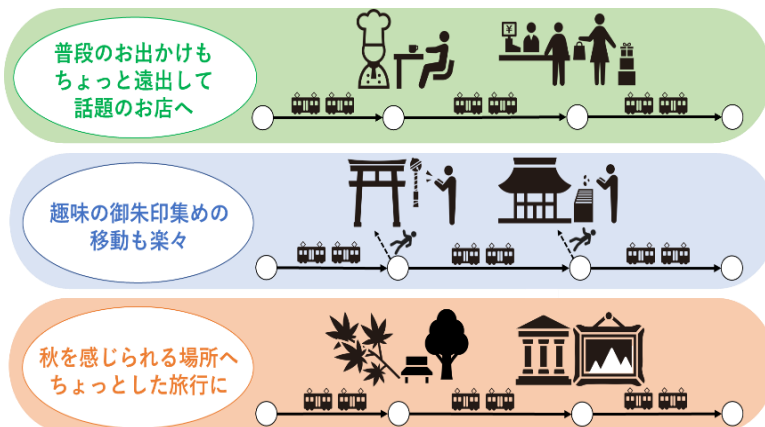 普段のお出かけも
ちょっと遠出して
話題のお店へ
¥
趣味の御朱印集めの
移動も楽々
秋を感じられる場所へ
ちょっとした旅行に